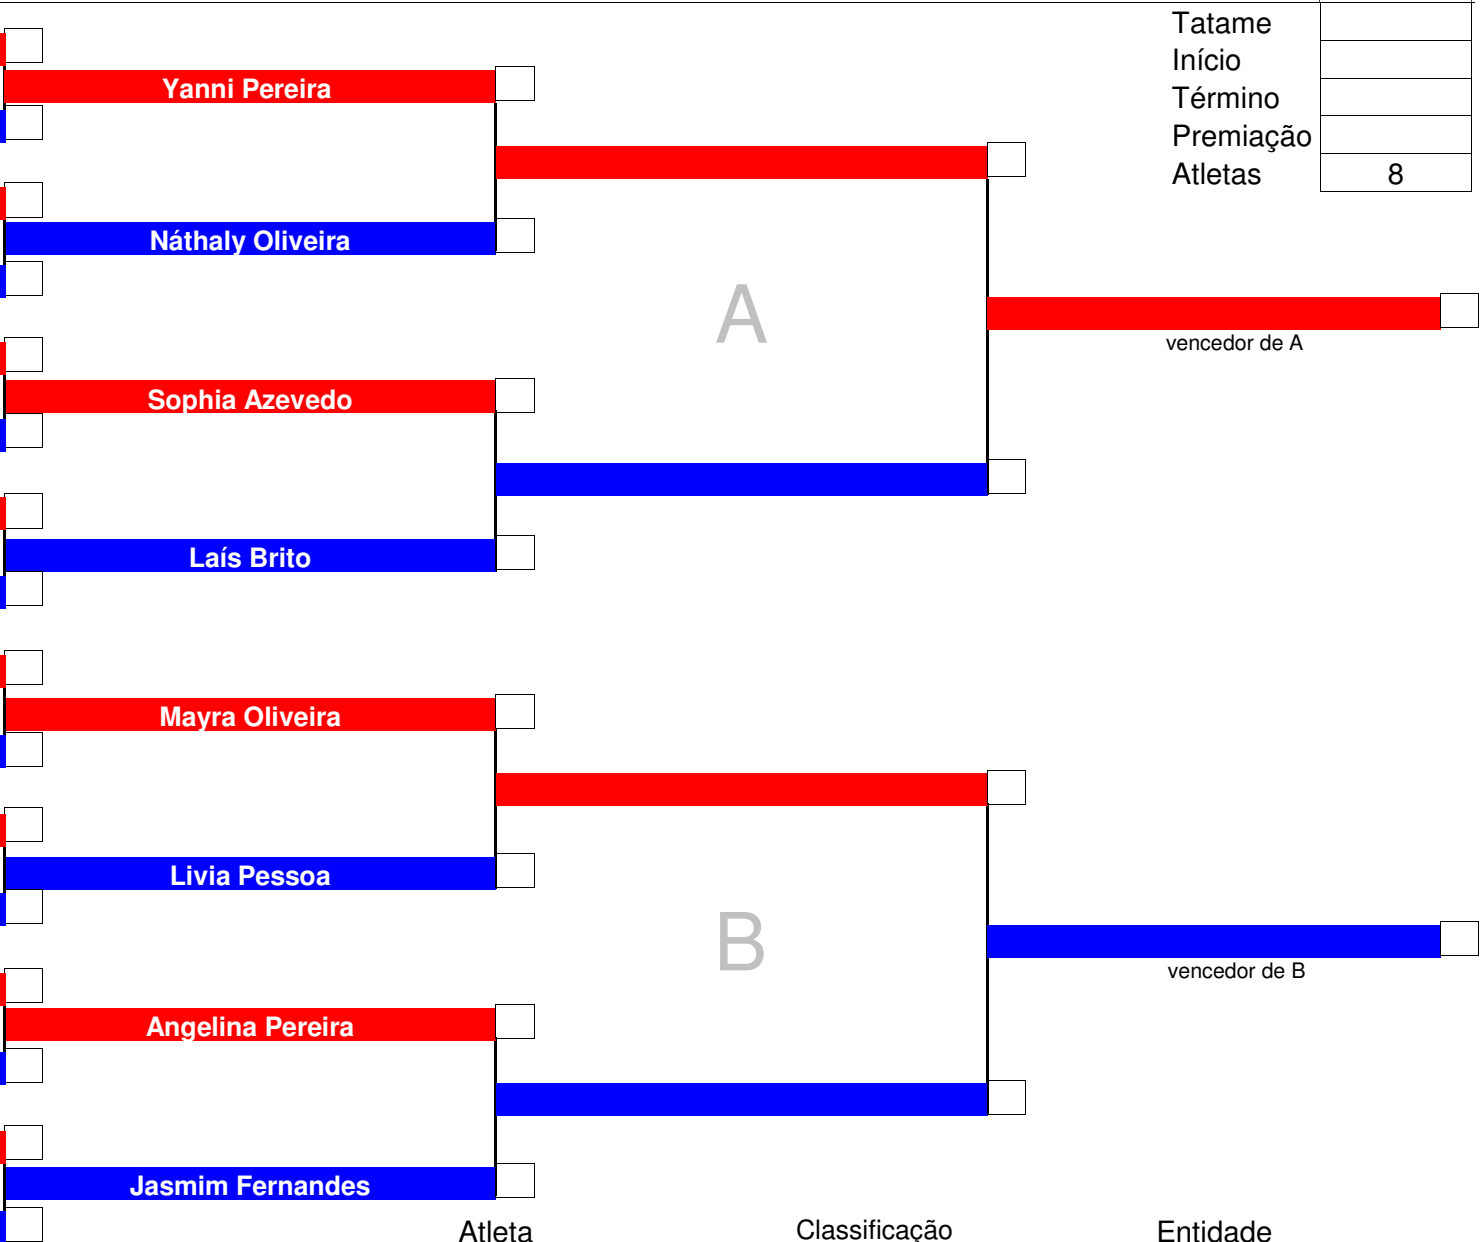 Tatame
Início
Yanni Pereira
Término
Premiação
Atletas 8
Náthaly Oliveira
A
vencedor de A
Sophia Azevedo
Laís Brito
Mayra Oliveira
Livia Pessoa
B
vencedor de B
Angelina Pereira
Jasmim Fernandes
Atleta Classificação Entidade